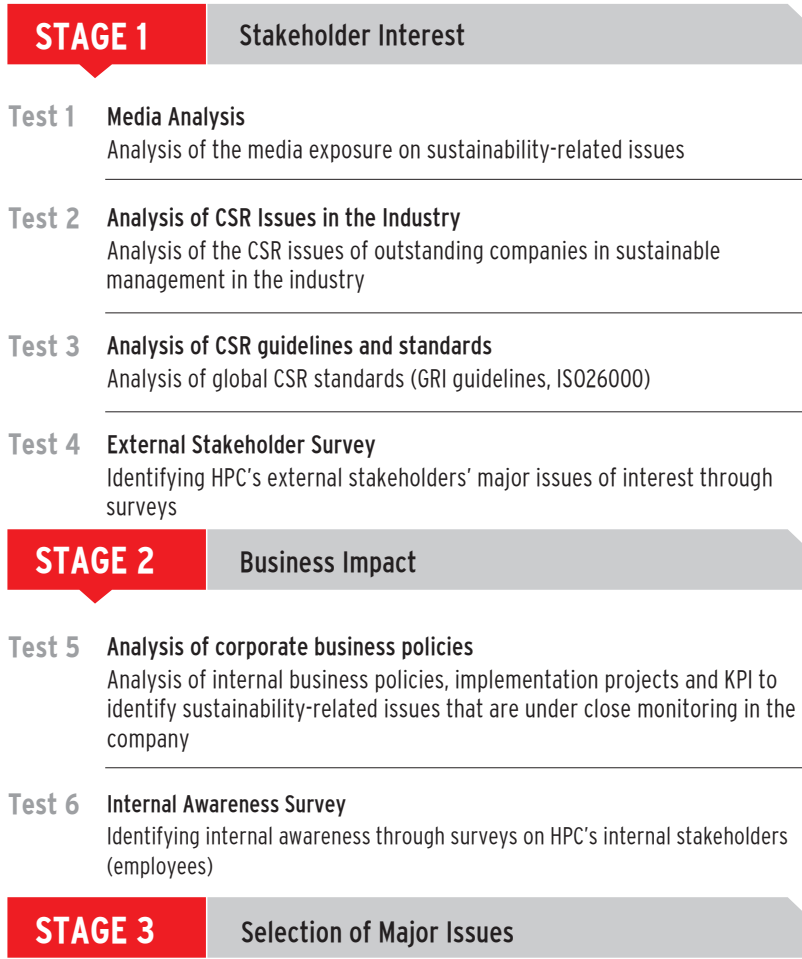 STAGE 1 Stakeholder Interest
Test 1 Media Analysis
Analysis of the media exposure on sustainability-related issues
Test 2 Analysis of CSR Issues in the Industry
Analysis of the CSR issues of outstanding companies in sustainable
management in the industry
Test 3 Analysis of CSR guidelines and standards
Analysis of global CSR standards (GRI guidelines, ISO26000)
Test 4 External Stakeholder Survey
Identifying HPC’s external stakeholders’ major issues of interest through
surveys
STAGE 2 Business Impact
Test 5 Analysis of corporate business policies
Analysis of internal business policies, implementation projects and KPI to
identify sustainability-related issues that are under close monitoring in the
company
Test 6 Internal Awareness Survey
Identifying internal awareness through surveys on HPC’s internal stakeholders
(employees)
STAGE 3 Selection of Major Issues